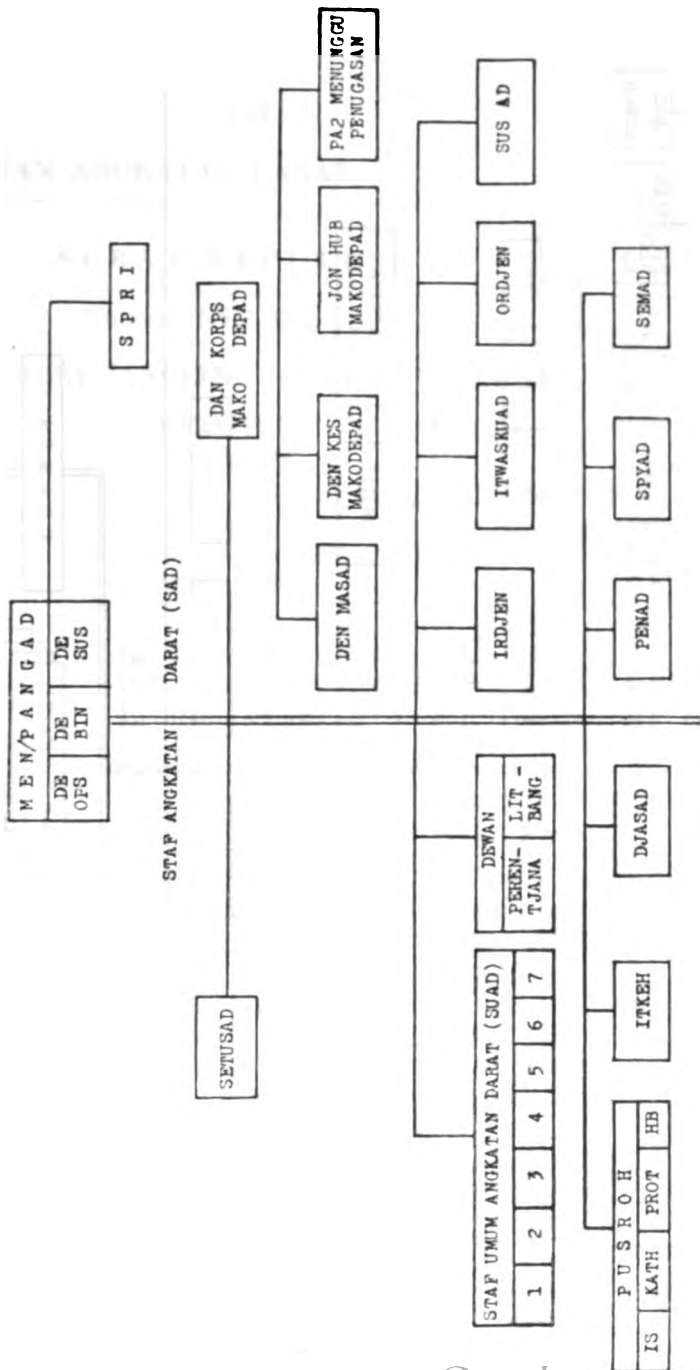 M E N / P A N G A D
DE OPS
DE BIN
DE SUS
S P R I
STAF ANGKATAN DARAT (SAD)
SETUSAD
DAN KORPS
MAKO DEPAD
DEN MASAD
DEN KES
MAKODEPAD
JON HUB
MAKODEPAD
PA2 MENUNGGU
PENUGASAN
STAF UMUM ANGKATAN DARAT (SUAD)
1 2 3 4 5 6 7
DEWAN
PEREN-
TJANA
LIT -
BANG
IRDJEN
ITWASKUAD
ORDJEN
SUS AD
P U S R O H
IS KATH PROT HB
ITKEH
DJASAD
PENAD
SPYAD
SEMAD